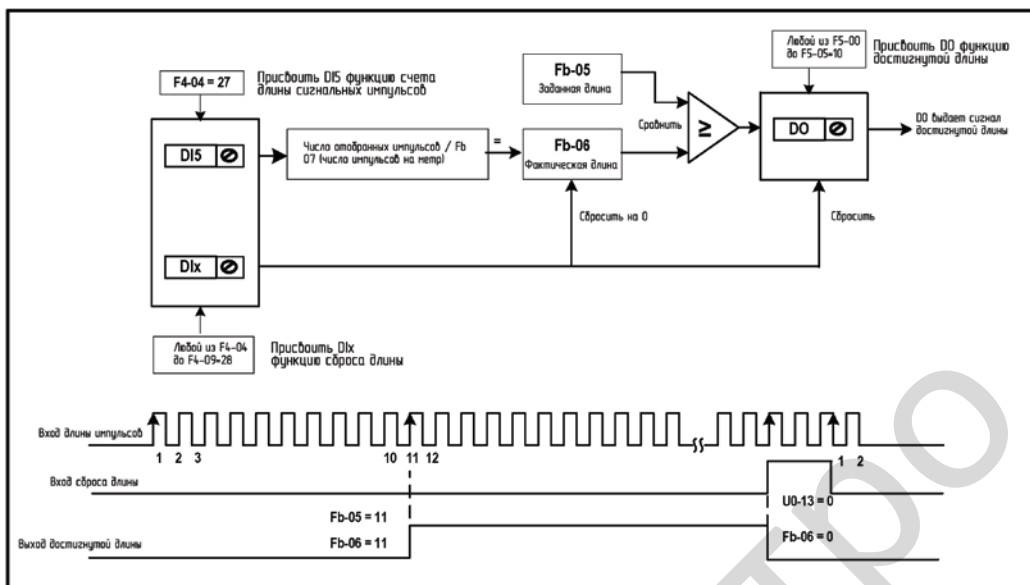 F4-04 = 27
Присвоить DI5 функцию счета
длины сигнальных импульсов
Fb-05
Заданная длина
Любой из F5-00
до F5-05=10
Присвоить DO функцию
достигнутой длины
DI5
Число отобранных импульсов / Fb
07 (число импульсов на метр)
=
Fb-06
Фактическая длина
Сравнить
≥
DO
DO выдает сигнал
достигнутой длины
Сбросить на 0
Сбросить
DIx
Любой из F4-04
до F4-09=28
Присвоить DIx
функцию сброса длины
Вход длины импульсов
1 2 3 10 11 12 1 2
Вход сброса длины
U0-13 = 0
Fb-05 = 11
Fb-06 = 11
Fb-06 = 0
Выход достигнутой длины
тро